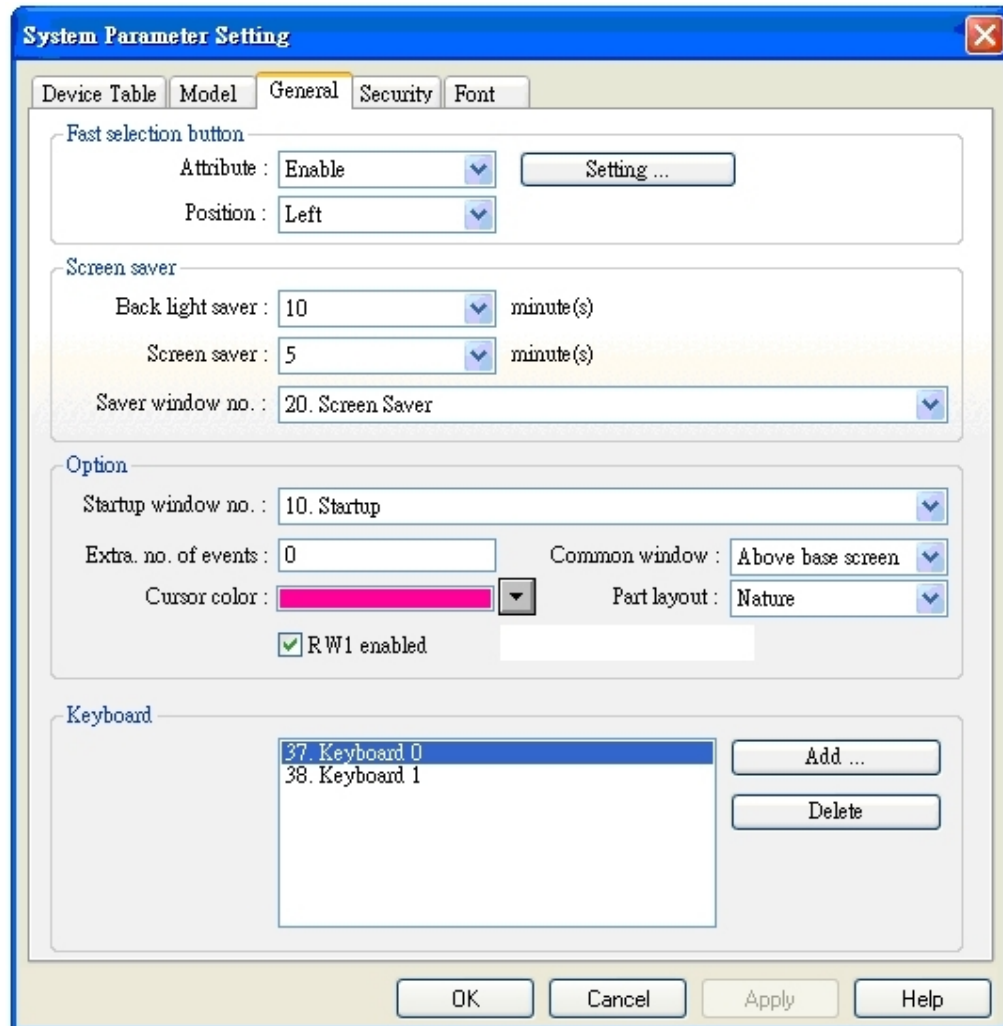 System Parameter Setting
Device Table Model General Security Font
Fast selection button
Attribute : Enable Setting ...
Position : Left
Screen saver
Back light saver : 10 minute(s)
Screen saver : 5 minute(s)
Saver window no. : 20. Screen Saver
Option
Startup window no. : 10. Startup
Extra. no. of events : 0 Common window : Above base screen
Cursor color : Part layout : Nature
RW1 enabled
Keyboard
37. Keyboard 0 Add ...
38. Keyboard 1
Delete
OK Cancel Apply Help